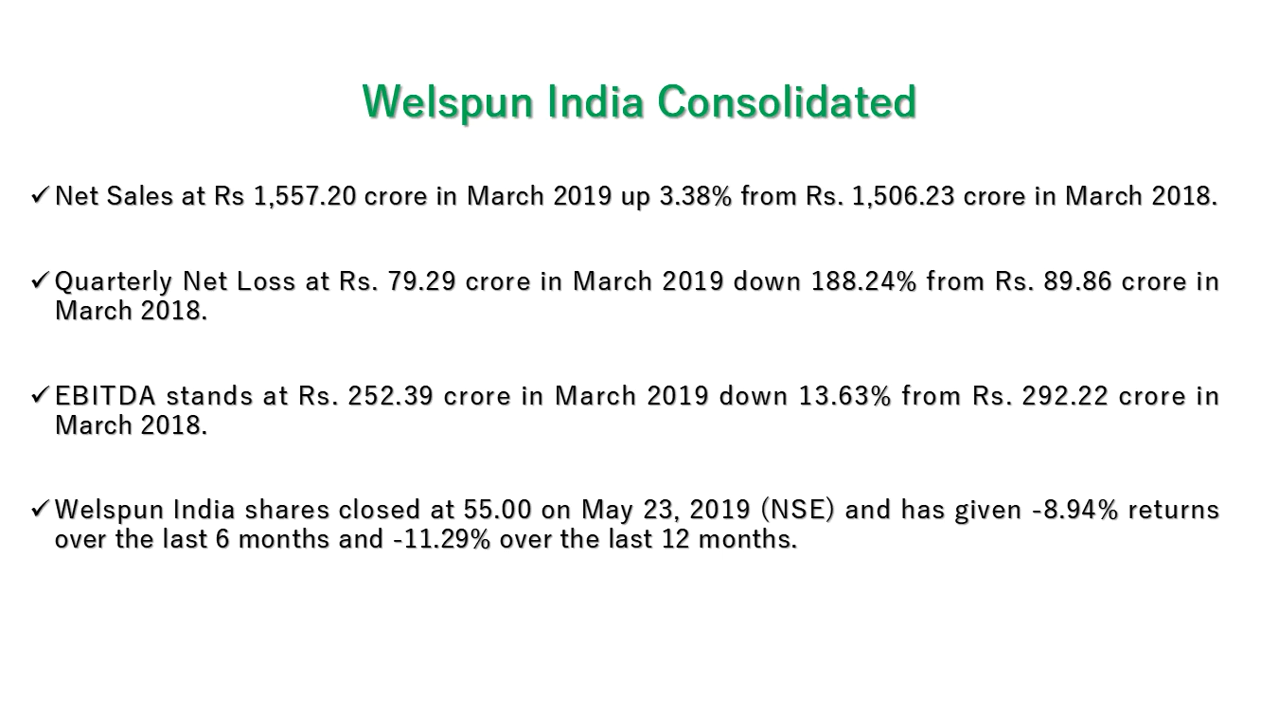 Welspun India Consolidated
✓Net Sales at Rs 1,557.20 crore in March 2019 up 3.38% from Rs. 1,506.23 crore in March 2018.
✓Quarterly Net Loss at Rs. 79.29 crore in March 2019 down 188.24% from Rs. 89.86 crore in
March 2018.
✓EBITDA stands at Rs. 252.39 crore in March 2019 down 13.63% from Rs. 292.22 crore in
March 2018.
✓Welspun India shares closed at 55.00 on May 23, 2019 (NSE) and has given -8.94% returns
over the last 6 months and -11.29% over the last 12 months.